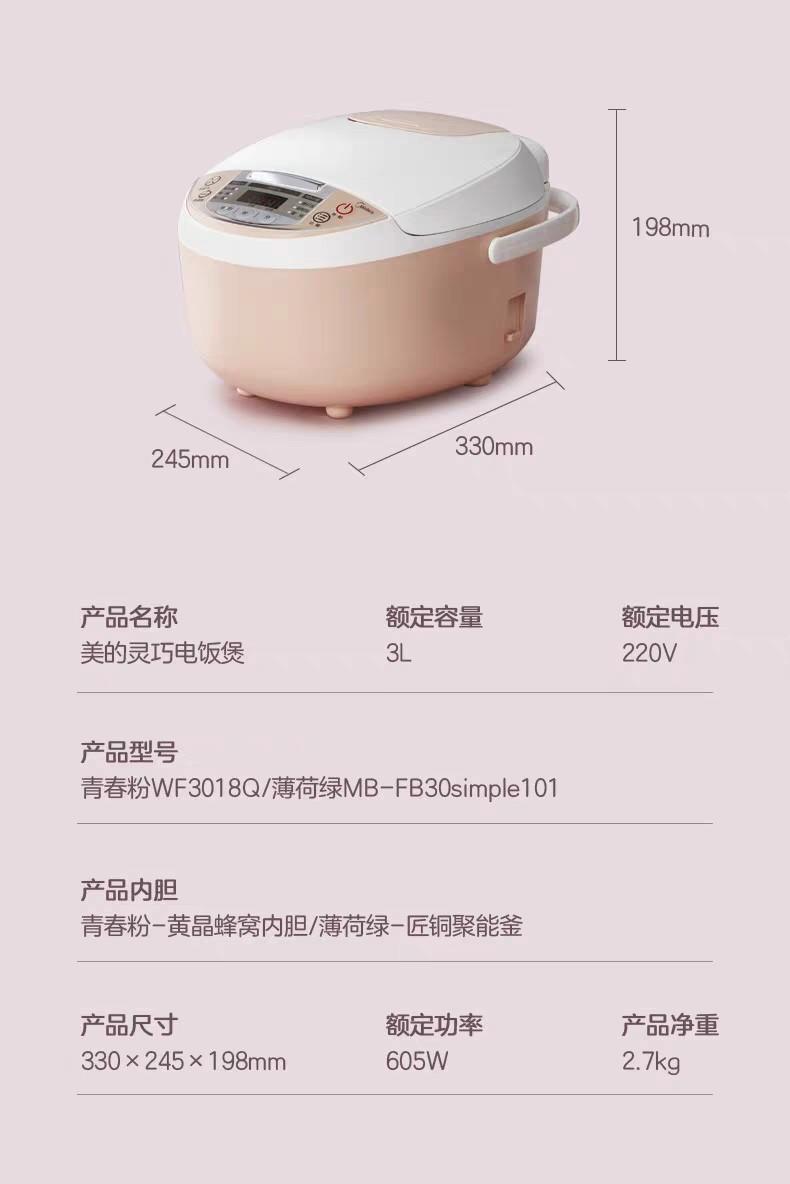 198mm
245mm
330mm
产品名称
额定容量
额定电压
美的灵巧电饭煲
3L
220V
产品型号
青春粉WF3018Q/薄荷绿MB-FB30simple101
产品内胆
青春粉-黄晶蜂窝内胆/薄荷绿-匠铜聚能釜
产品尺寸
额定功率
产品净重
330×245×198mm
605W
2.7kg